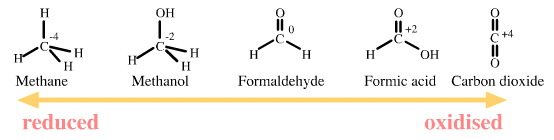 H
C -4
H H H
Methane
OH
C -2
H H H
Methanol
O
C 0
H H
Formaldehyde
O
C +2
H OH
Formic acid
O
C +4
O
Carbon dioxide
reduced oxidised